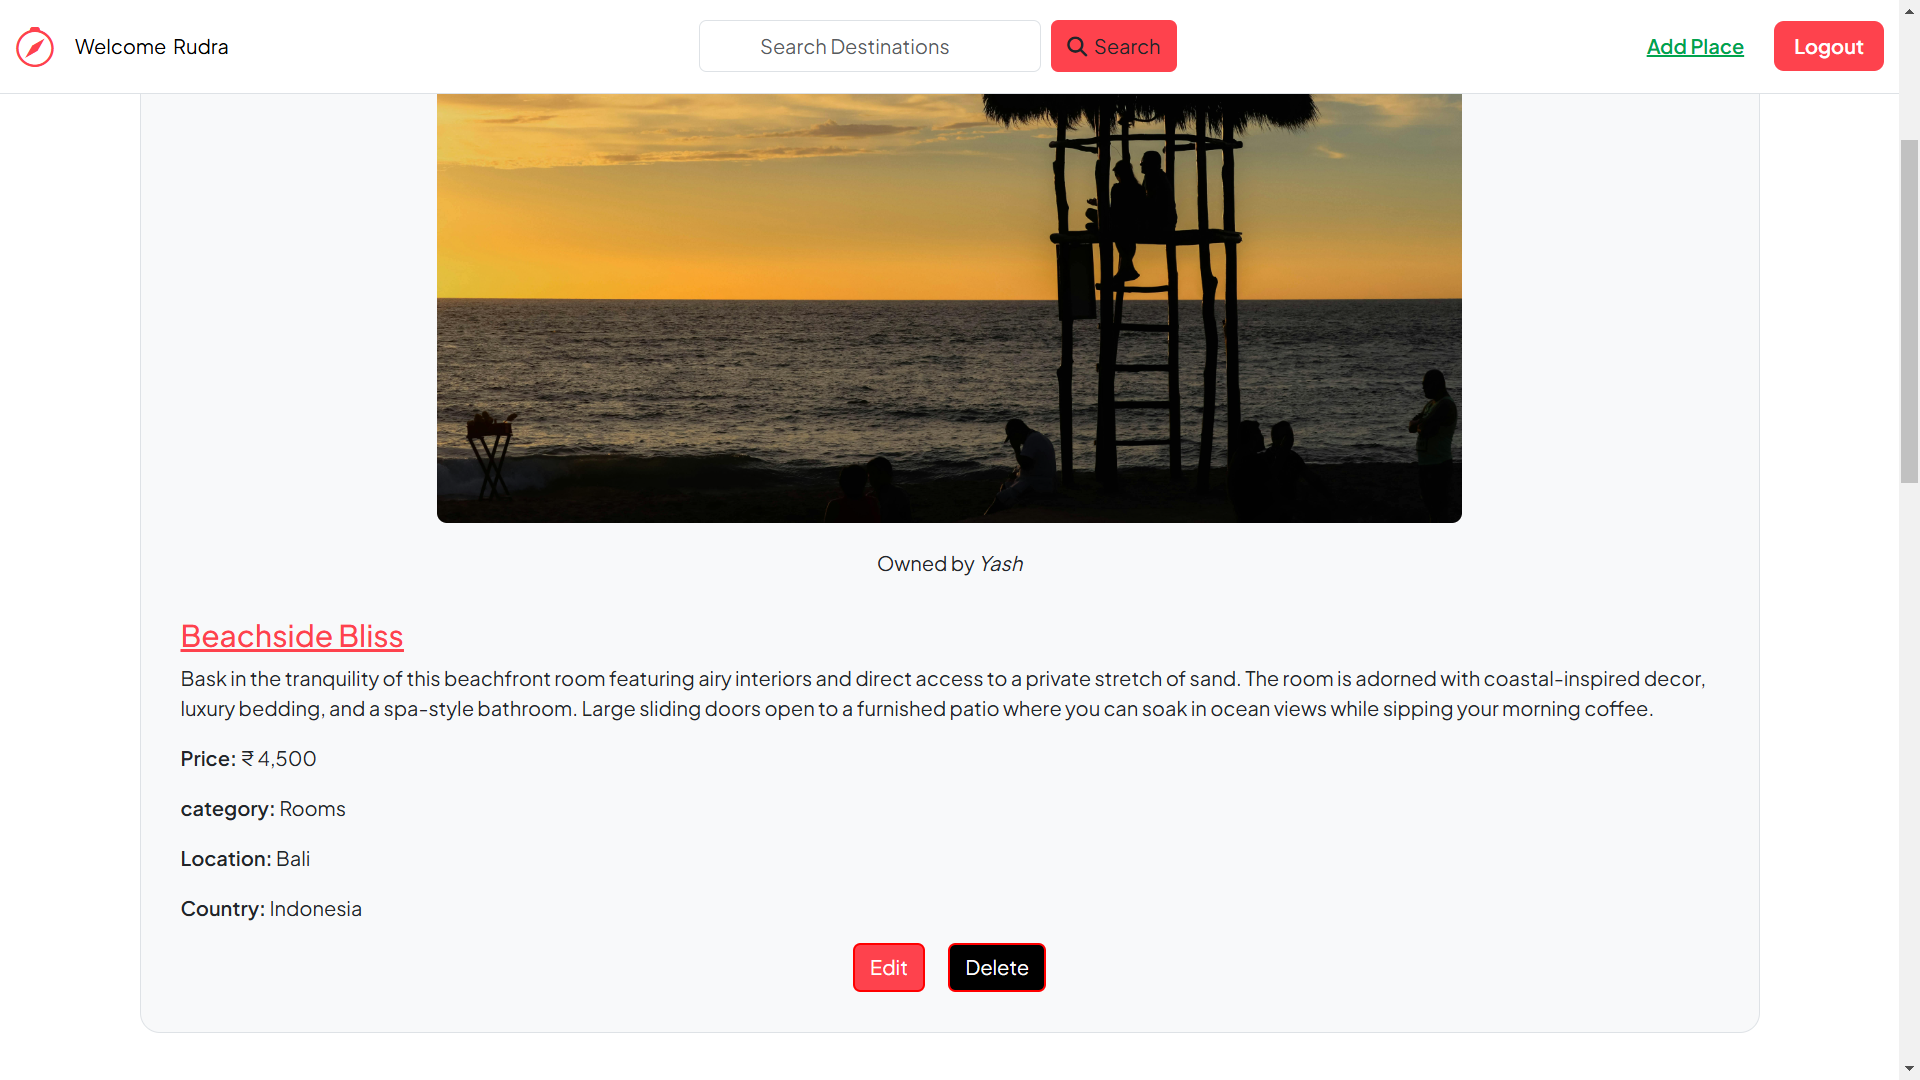 Welcome Rudra
Search Destinations
Search
Add Place
Logout
Owned by Yash
Beachside Bliss
Bask in the tranquility of this beachfront room featuring airy interiors and direct access to a private stretch of sand. The room is adorned with coastal-inspired decor,
luxury bedding, and a spa-style bathroom. Large sliding doors open to a furnished patio where you can soak in ocean views while sipping your morning coffee.
Price: ₹ 4,500
category: Rooms
Location: Bali
Country: Indonesia
Edit
Delete